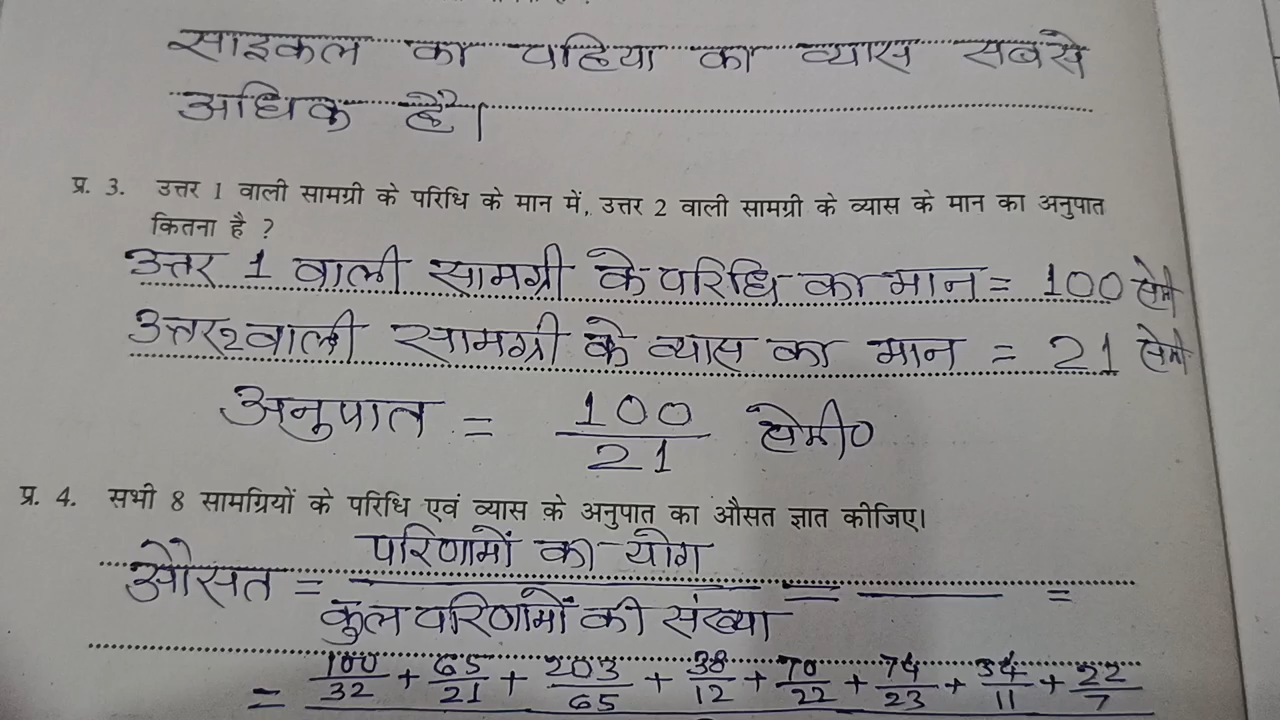 साइकल का पहिया का व्यास सबसे
अधिक है।
प्र. 3. उत्तर 1 वाली सामग्री के परिधि के मान में, उत्तर 2 वाली सामग्री के व्यास के मान का अनुपात
कितना है ?
उत्तर 1 वाली सामग्री के परिधि का मान = 100 सेमी
उत्तर २ वाली सामग्री के व्यास का मान = 21 सेमी
अनुपात = 100/21 सेमी०
प्र. 4. सभी 8 सामग्रियों के परिधि एवं व्यास के अनुपात का औसत ज्ञात कीजिए।
औसत = परिणामों का योग/कुल परिणामों की संख्या = =
= 100/32 + 65/21 + 203/65 + 38/12 + 70/22 + 74/23 + 34/11 + 22/7